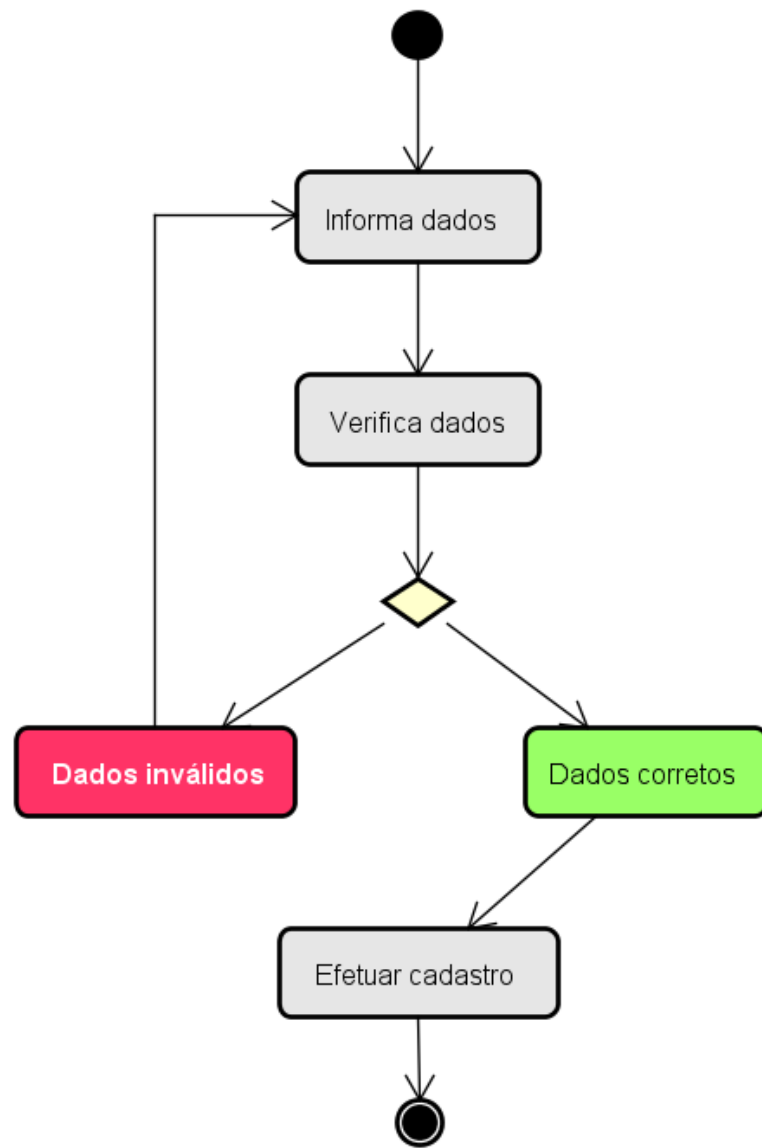 Informa dados
Verifica dados
Dados inválidos
Dados corretos
Efetuar cadastro